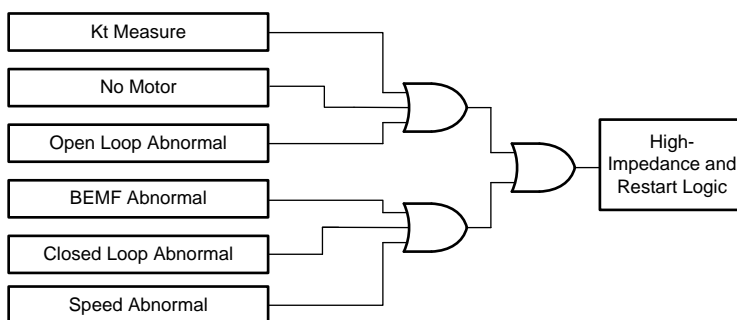 Kt Measure
No Motor
Open Loop Abnormal
BEMF Abnormal
Closed Loop Abnormal
Speed Abnormal
High-
Impedance and
Restart Logic